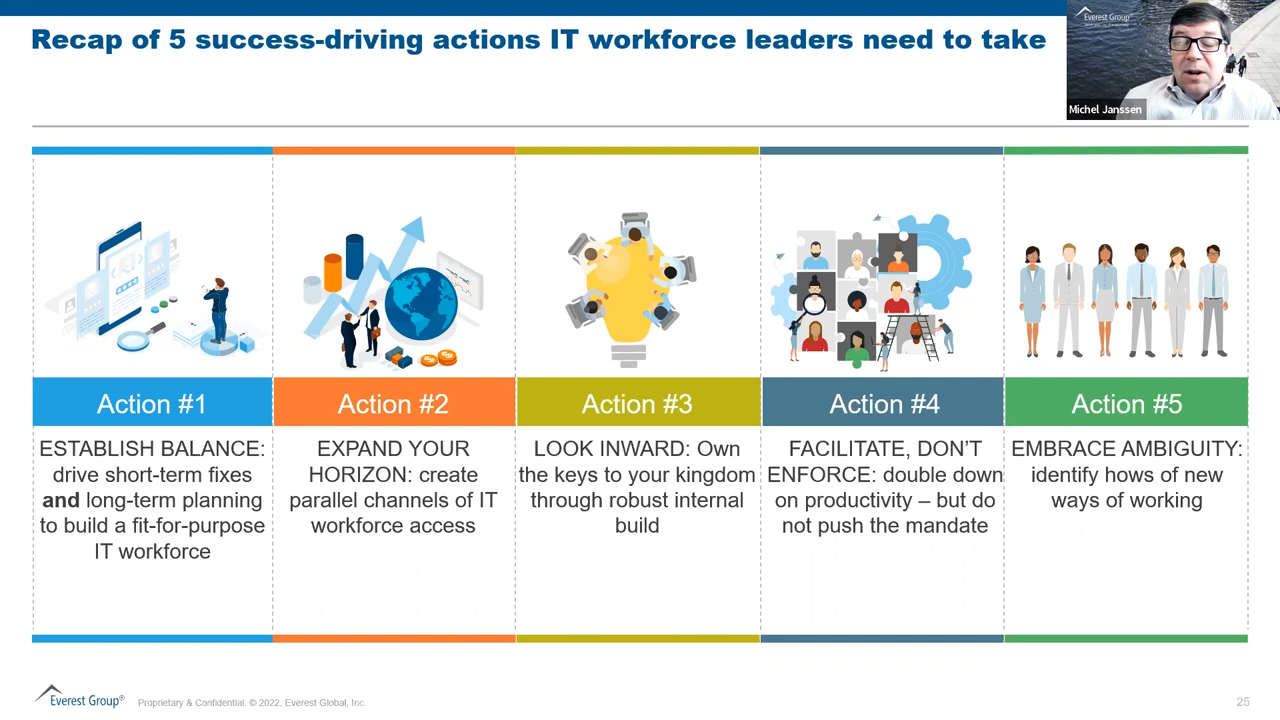 Recap of 5 success-driving actions IT workforce leaders need to take
Everest Group®
Michel Janssen
Action #1
ESTABLISH BALANCE:
drive short-term fixes
and long-term planning
to build a fit-for-purpose
IT workforce
Action #2
EXPAND YOUR
HORIZON: create
parallel channels of IT
workforce access
Action #3
LOOK INWARD: Own
the keys to your kingdom
through robust internal
build
Action #4
FACILITATE, DON’T
ENFORCE: double down
on productivity – but do
not push the mandate
Action #5
EMBRACE AMBIGUITY:
identify hows of new
ways of working
Everest Group®
Proprietary & Confidential. © 2022, Everest Global, Inc.
25